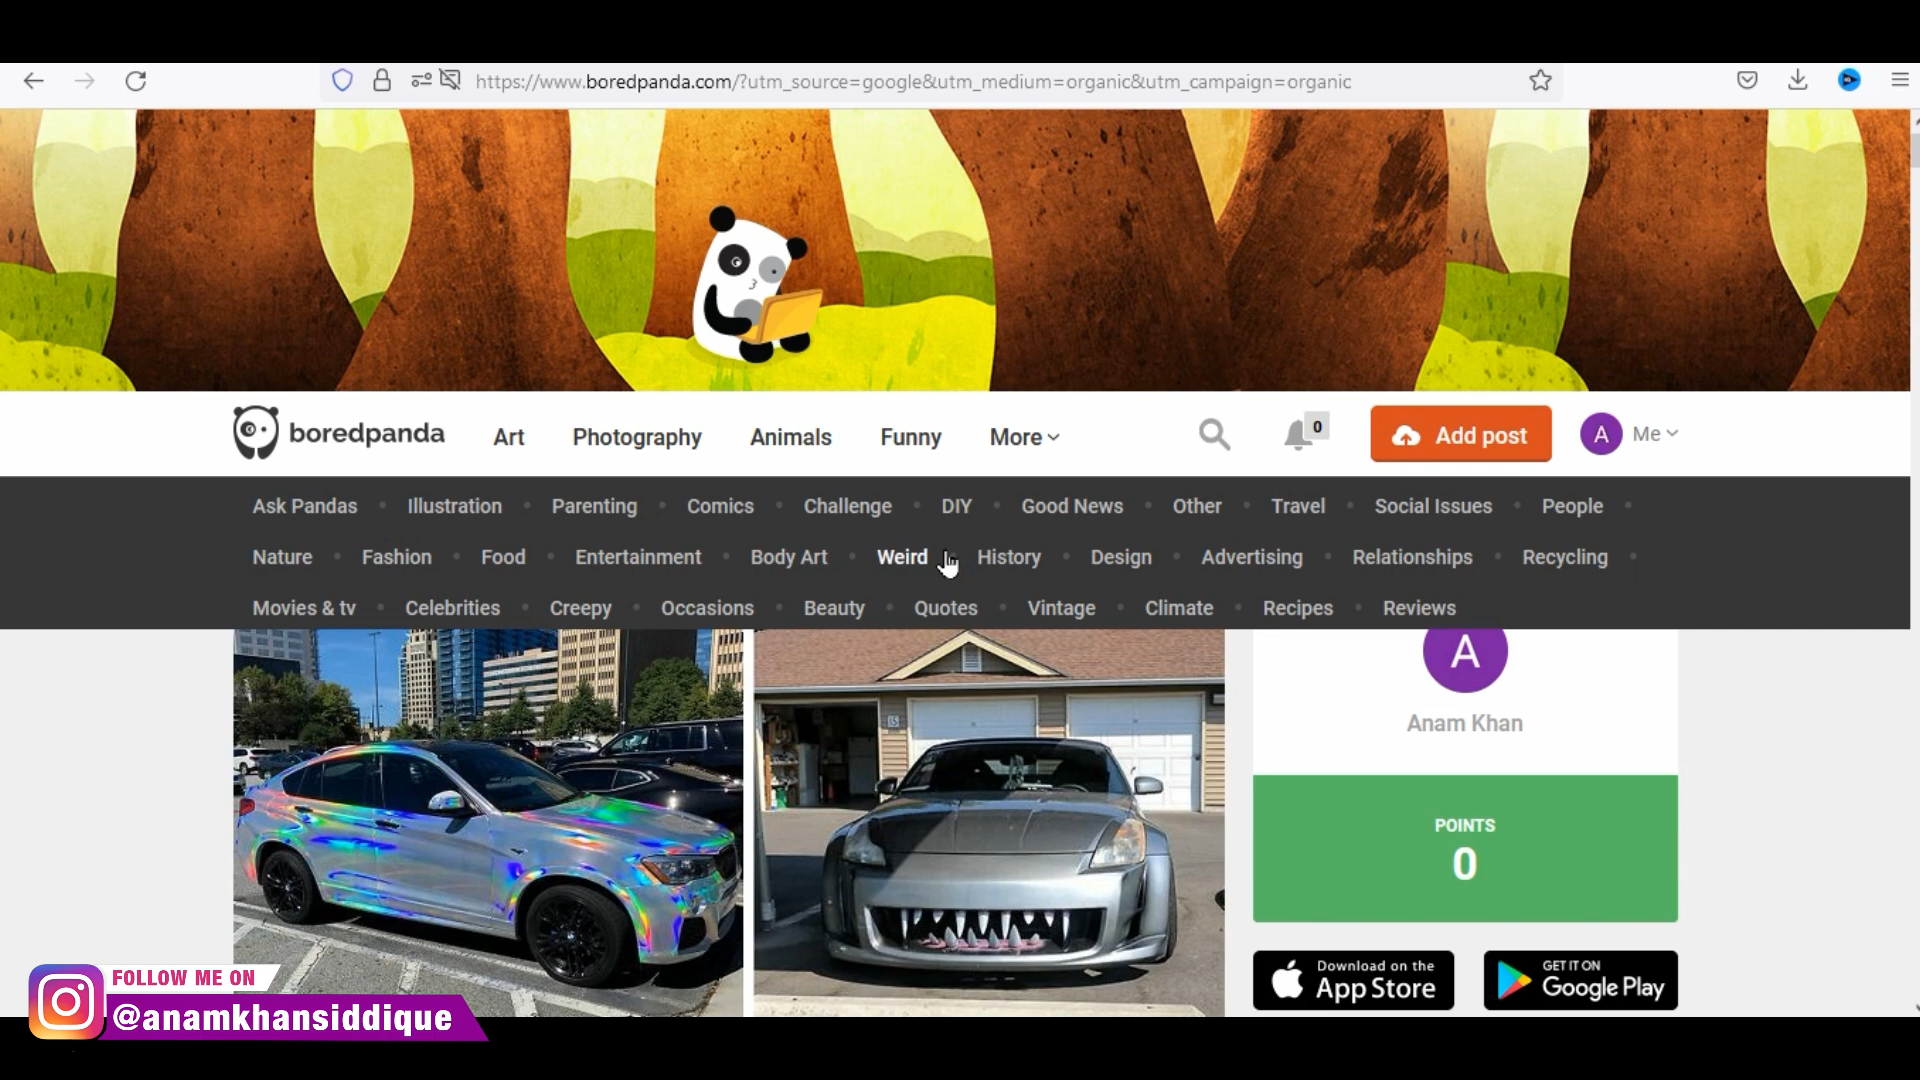 https://www.boredpanda.com/?utm_source=google&utm_medium=organic&utm_campaign=organic
boredpanda Art Photography Animals Funny More 0 Add post A Me
Ask Pandas Illustration Parenting Comics Challenge DIY Good News Other Travel Social Issues People
Nature Fashion Food Entertainment Body Art Weird History Design Advertising Relationships Recycling
Movies & tv Celebrities Creepy Occasions Beauty Quotes Vintage Climate Recipes Reviews
A
Anam Khan
POINTS
0
Download on the
App Store
GET IT ON
Google Play
FOLLOW ME ON
@anamkhansiddique